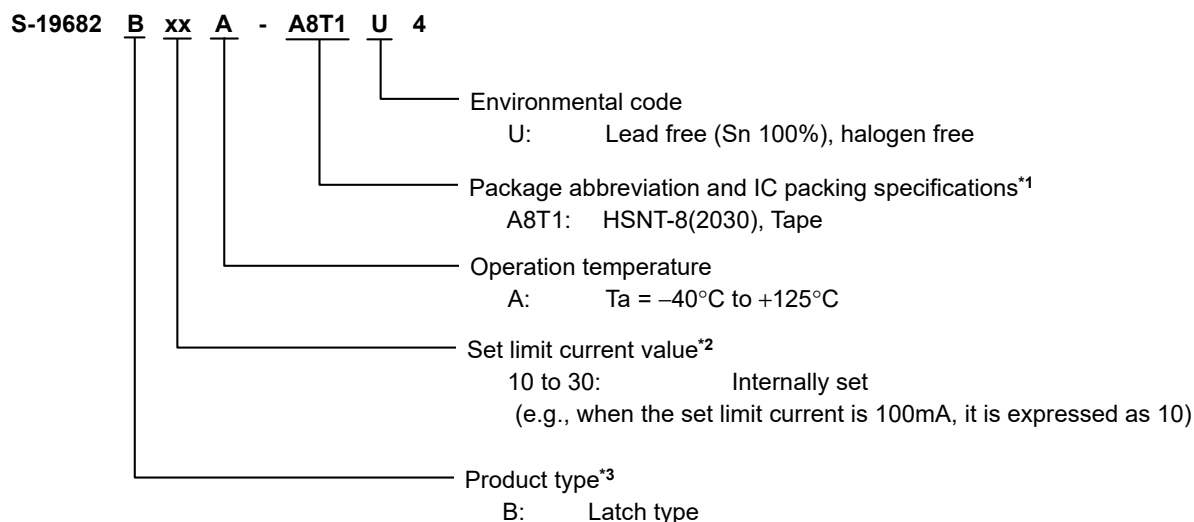 S-19682 B xx A - A8T1 U 4
Environmental code
U: Lead free (Sn 100%), halogen free
Package abbreviation and IC packing specifications*1
A8T1: HSNT-8(2030), Tape
Operation temperature
A: Ta = −40°C to +125°C
Set limit current value*2
10 to 30: Internally set
(e.g., when the set limit current is 100mA, it is expressed as 10)
Product type*3
B: Latch type